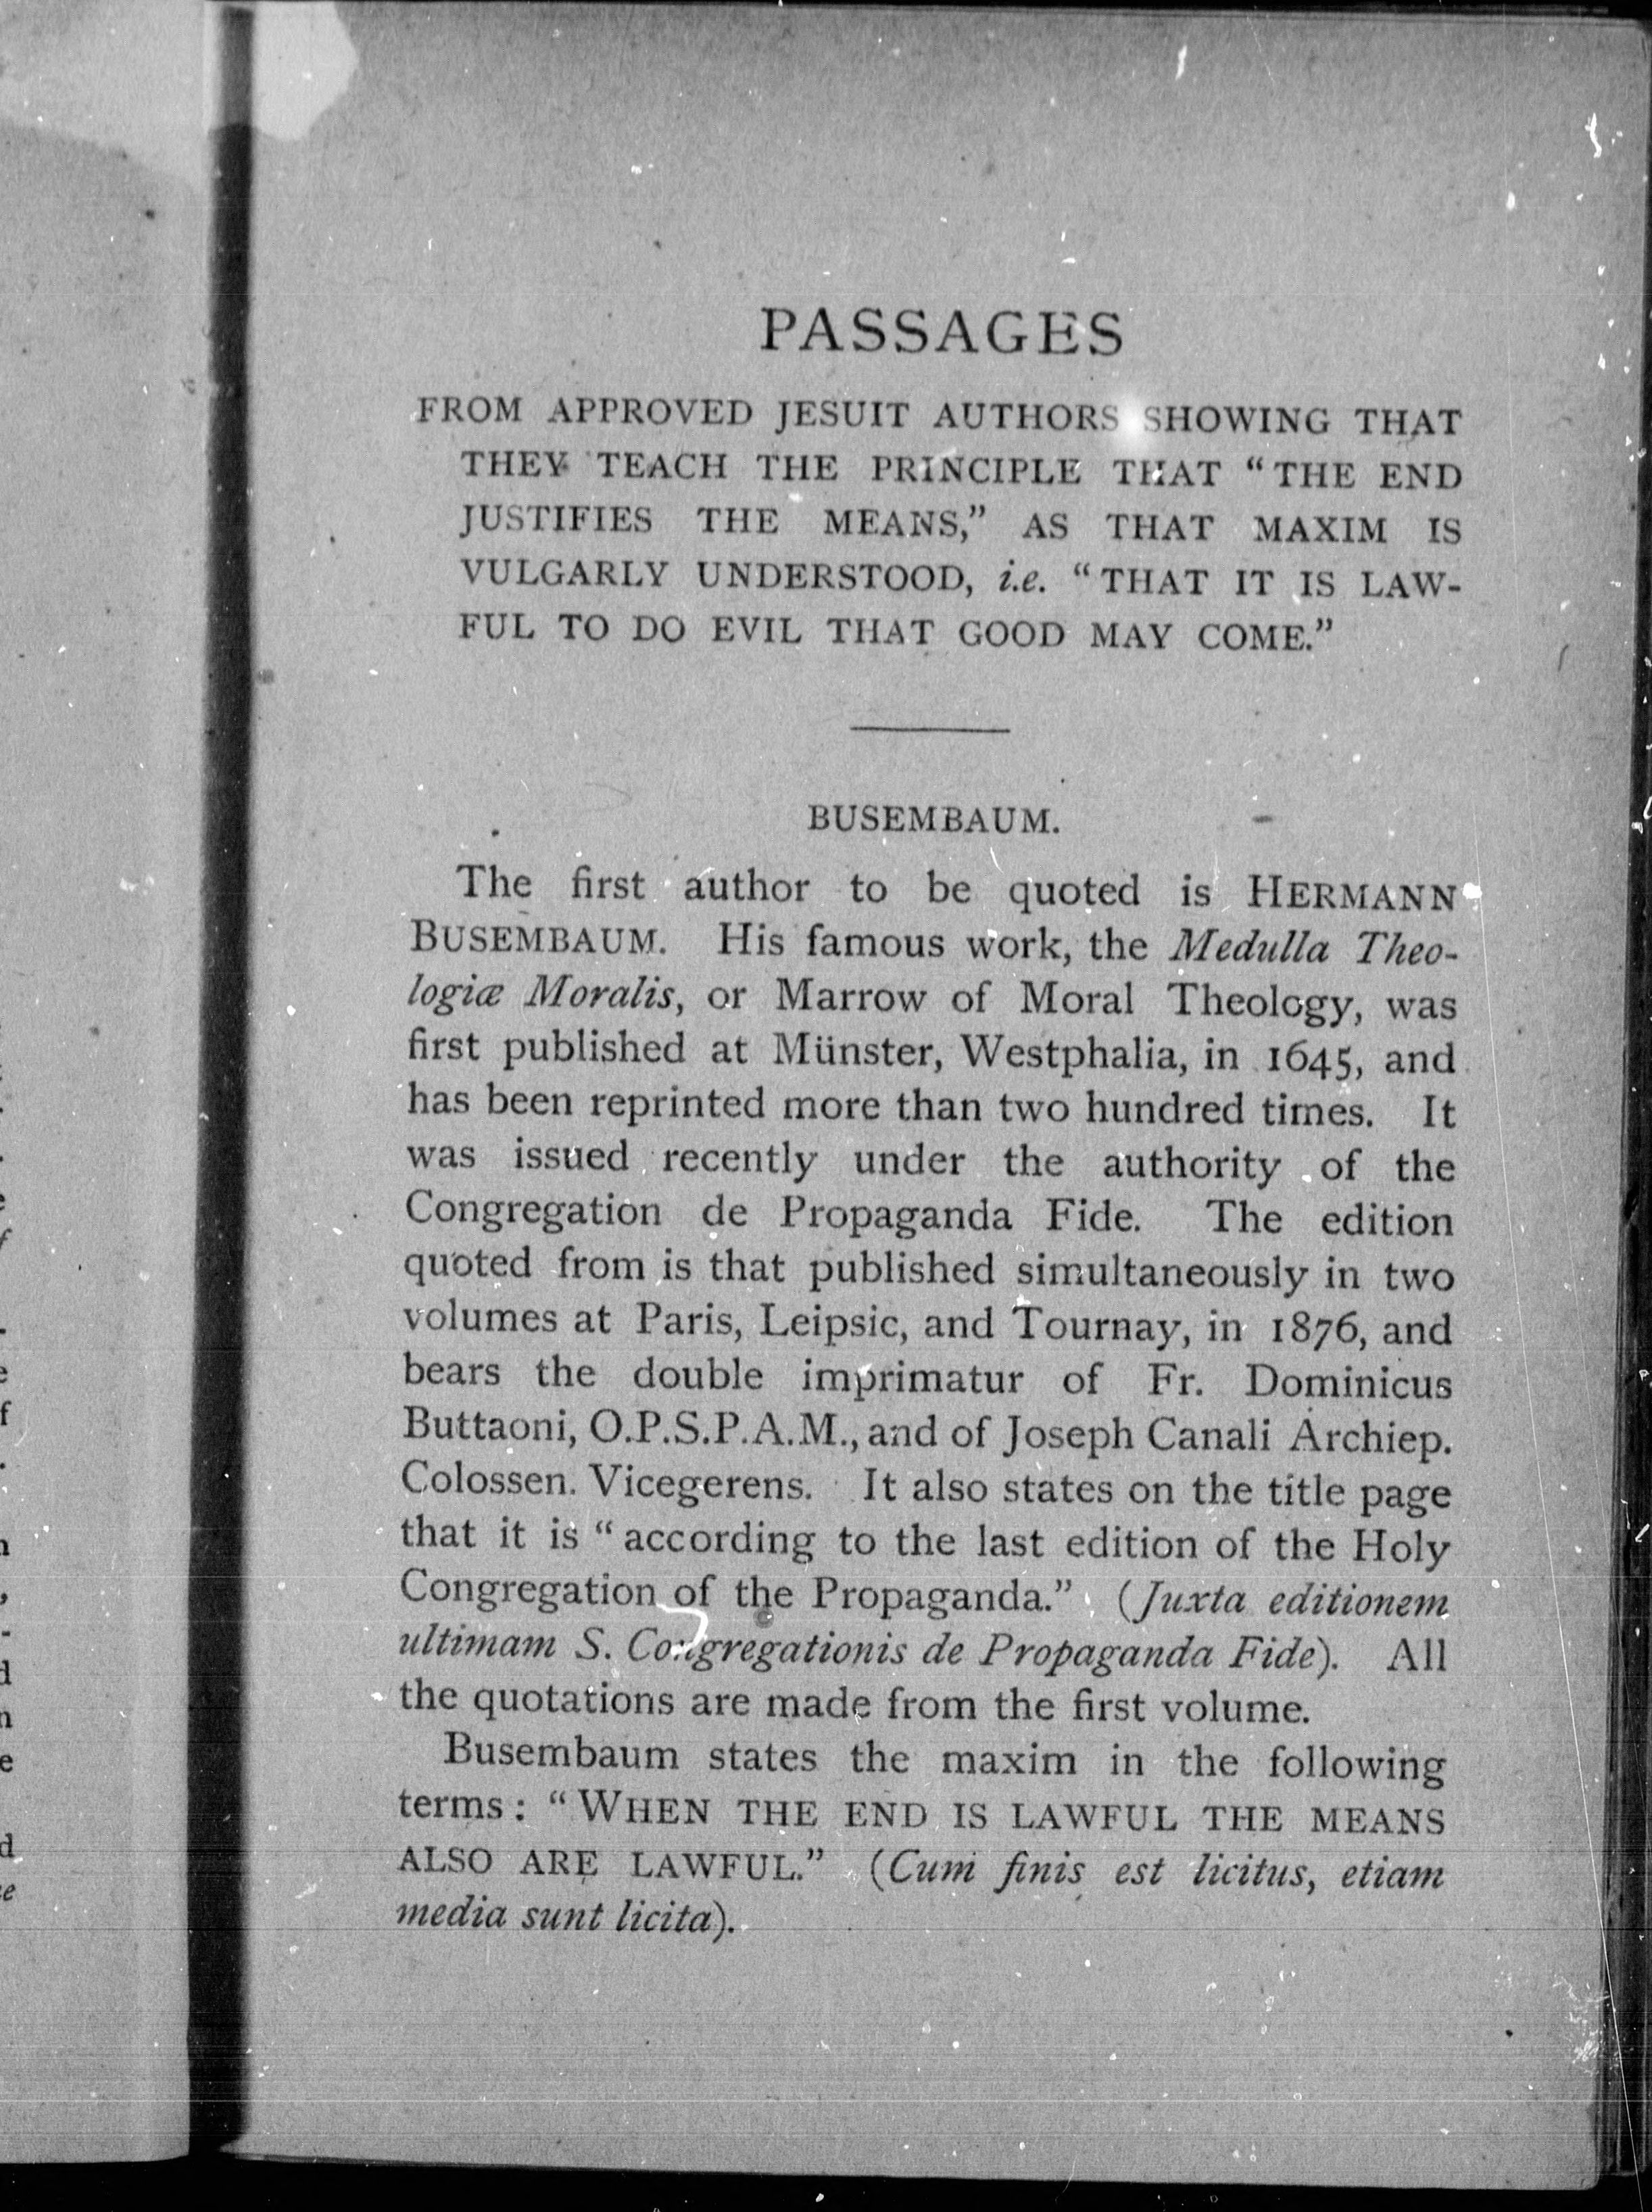 PASSAGES
FROM APPROVED JESUIT AUTHORS SHOWING THAT
THEY TEACH THE PRINCIPLE THAT “THE END
JUSTIFIES THE MEANS,” AS THAT MAXIM IS
VULGARLY UNDERSTOOD, i.e. “THAT IT IS LAW-
FUL TO DO EVIL THAT GOOD MAY COME.”
BUSEMBAUM.
The first author to be quoted is HERMANN
BUSEMBAUM. His famous work, the Medulla Theo-
logiæ Moralis, or Marrow of Moral Theology, was
first published at Münster, Westphalia, in 1645, and
has been reprinted more than two hundred times. It
was issued recently under the authority of the
Congregation de Propaganda Fide. The edition
quoted from is that published simultaneously in two
volumes at Paris, Leipsic, and Tournay, in 1876, and
bears the double imprimatur of Fr. Dominicus
Buttaoni, O.P.S.P.A.M., and of Joseph Canali Archiep.
Colossen. Vicegerens. It also states on the title page
that it is “according to the last edition of the Holy
Congregation of the Propaganda.” (Juxta editionem
ultimam S. Congregationis de Propaganda Fide). All
the quotations are made from the first volume.
Busembaum states the maxim in the following
terms: “WHEN THE END IS LAWFUL THE MEANS
ALSO ARE LAWFUL.” (Cum finis est licitus, etiam
media sunt licita).